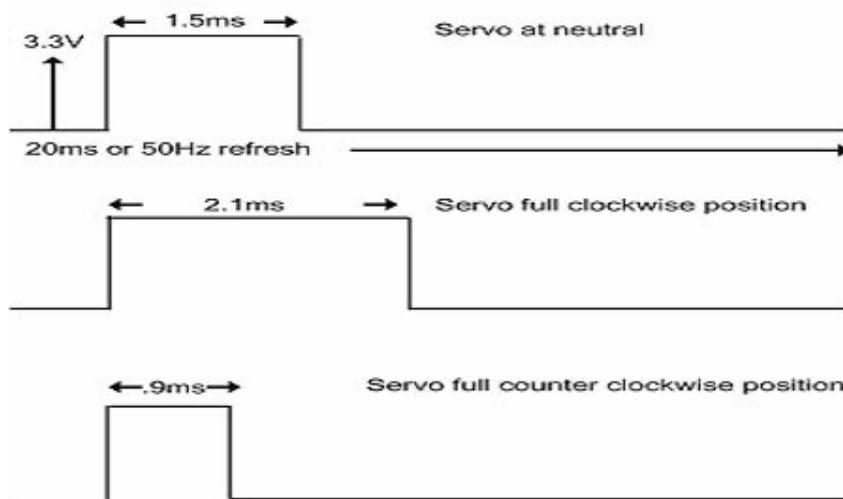 1.5ms
Servo at neutral
3.3V
20ms or 50Hz refresh
2.1ms
Servo full clockwise position
.9ms
Servo full counter clockwise position